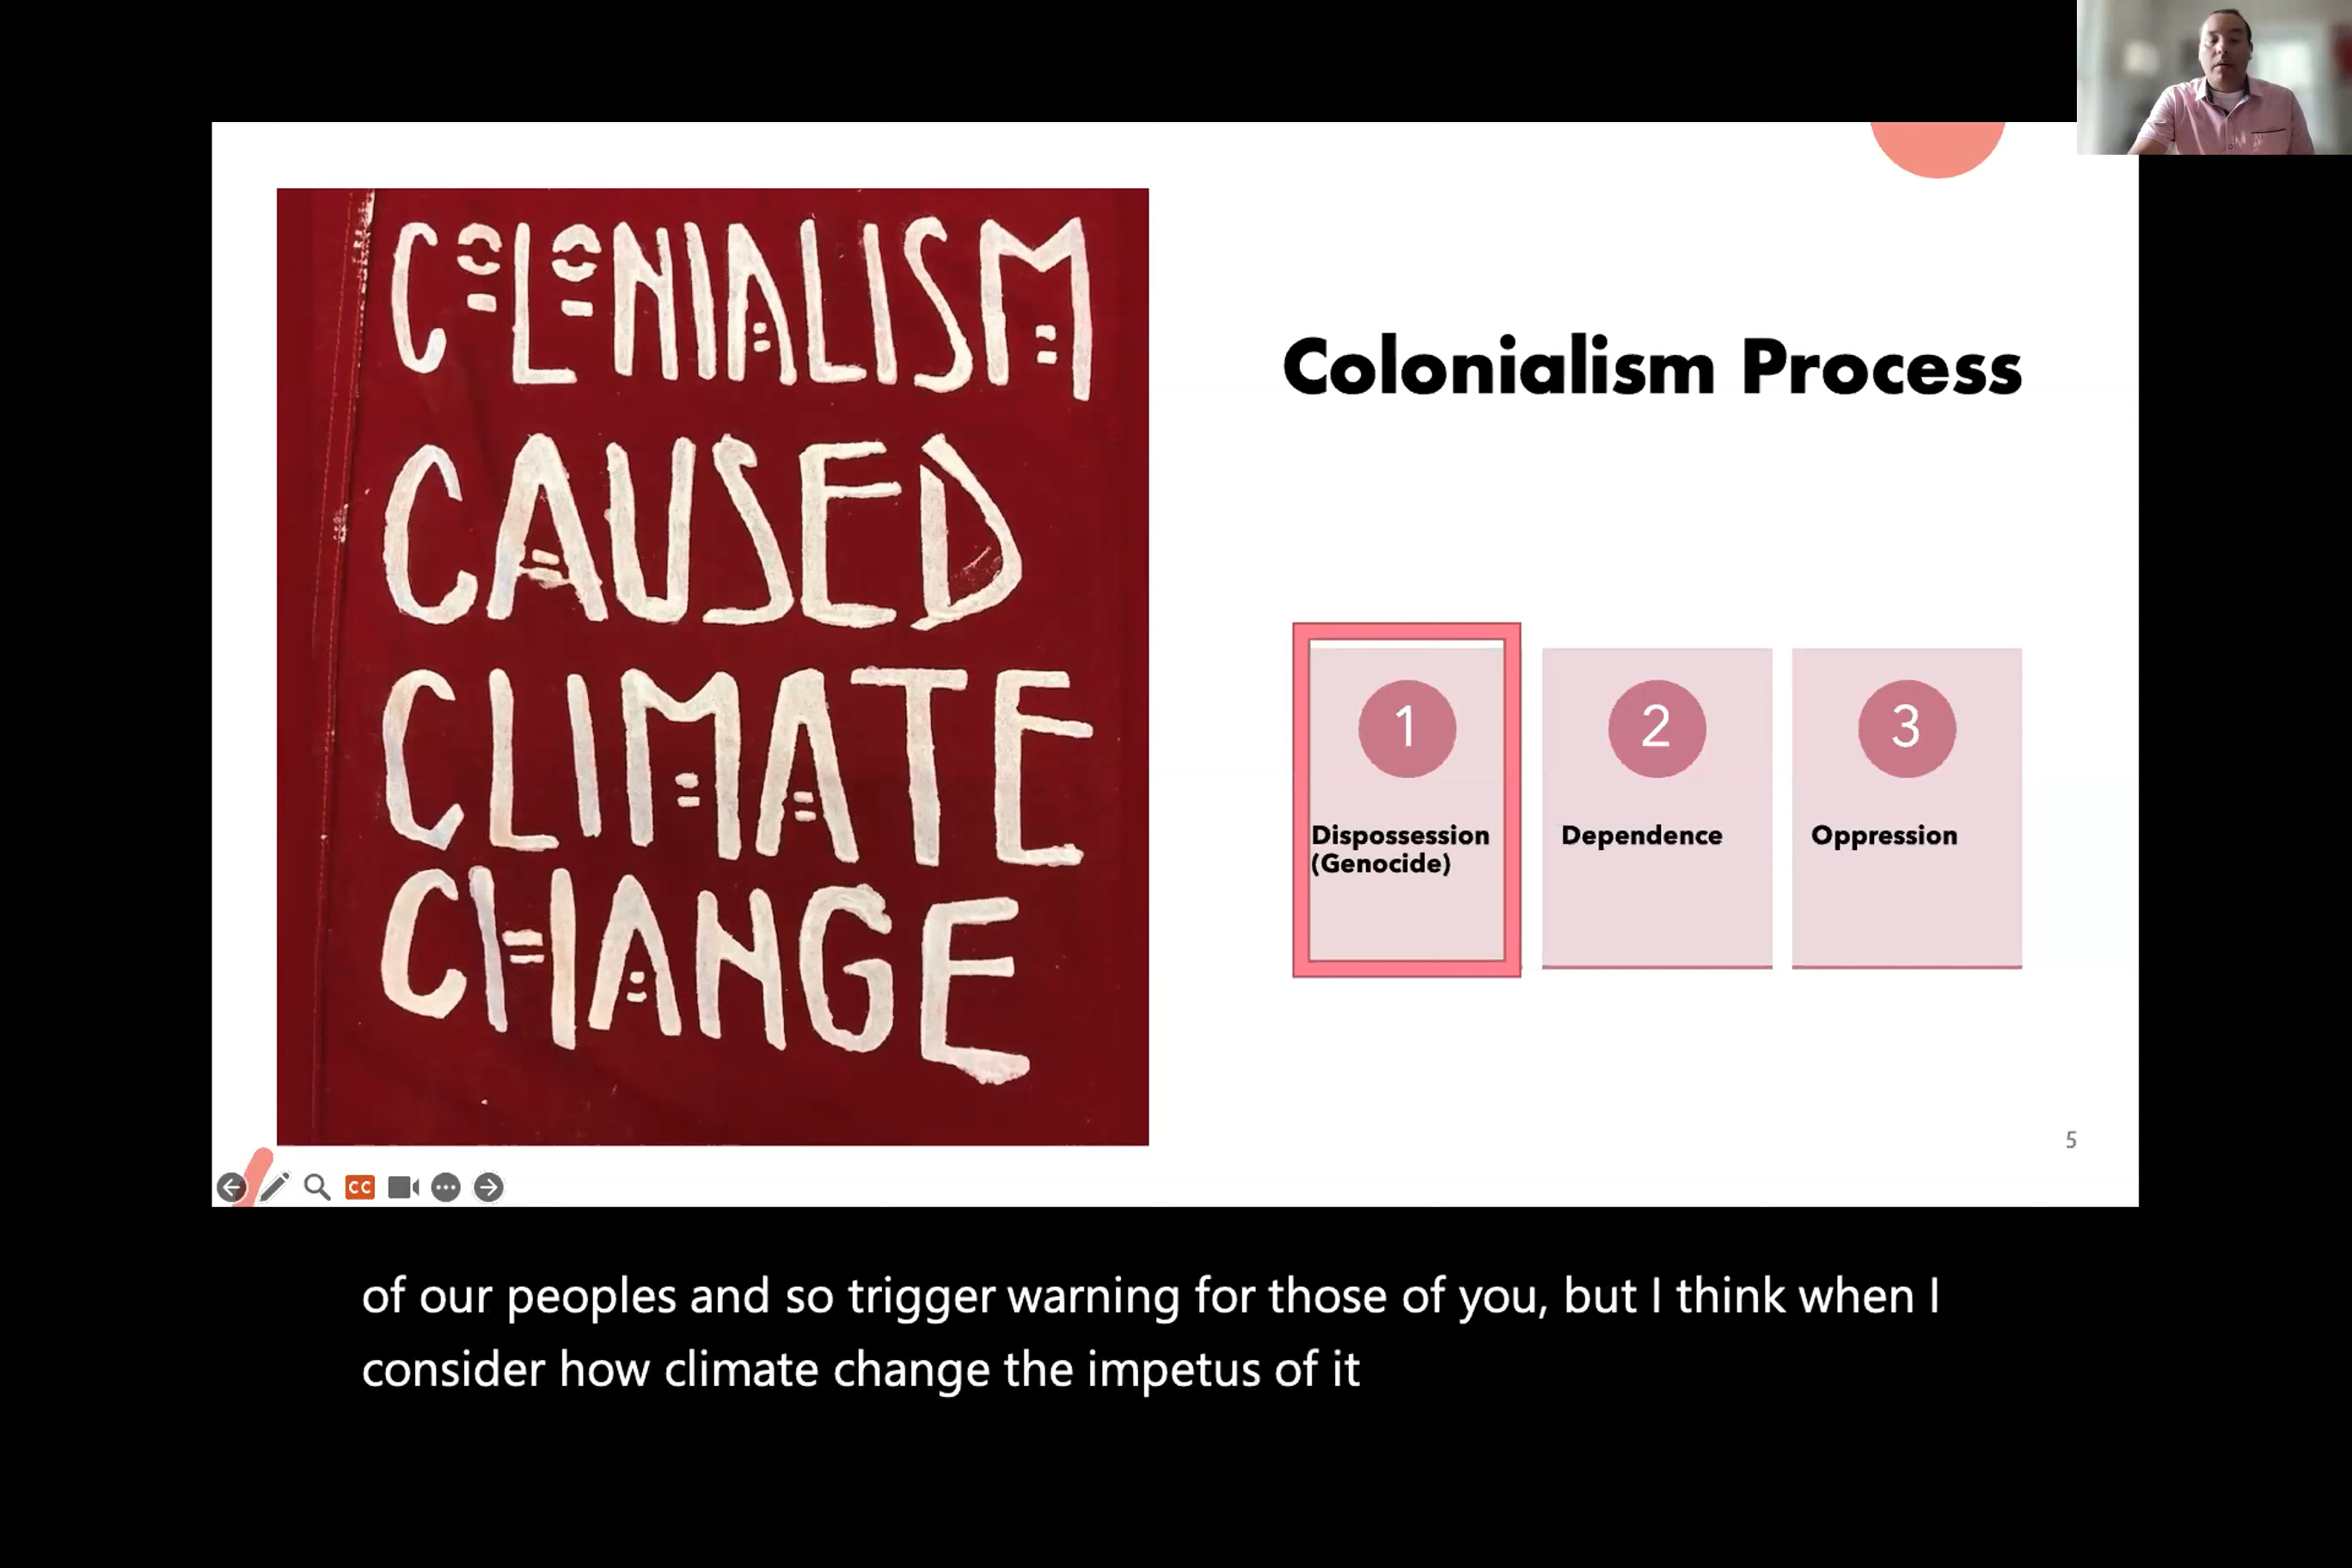 COLONIALISM
CAUSED
CLIMATE
CHANGE
Colonialism Process
1
Dispossession
(Genocide)
2
Dependence
3
Oppression
5
CC
of our peoples and so trigger warning for those of you, but I think when I
consider how climate change the impetus of it